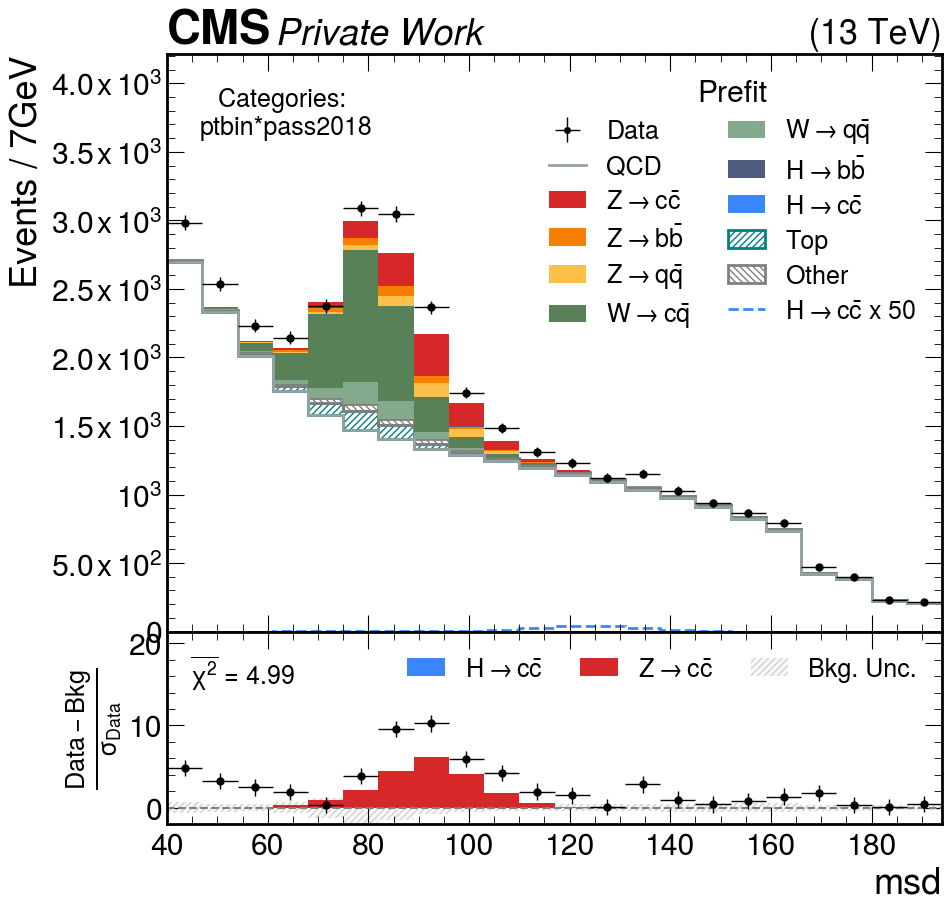 CMS Private Work (13 TeV)
Events / 7GeV
4.0 x 10³
3.5 x 10³
3.0 x 10³
2.5 x 10³
2.0 x 10³
1.5 x 10³
10³
5.0 x 10²
0
Categories:
ptbin*pass2018
Prefit
Data
QCD
Z → cc̄
Z → bb̄
Z → qq̄
W → cq̄
W → qq̄
H → bb̄
H → cc̄
Top
Other
H → cc̄ x 50
Data – Bkg
σData
20
10
0
χ² = 4.99
H → cc̄
Z → cc̄
Bkg. Unc.
40 60 80 100 120 140 160 180
msd